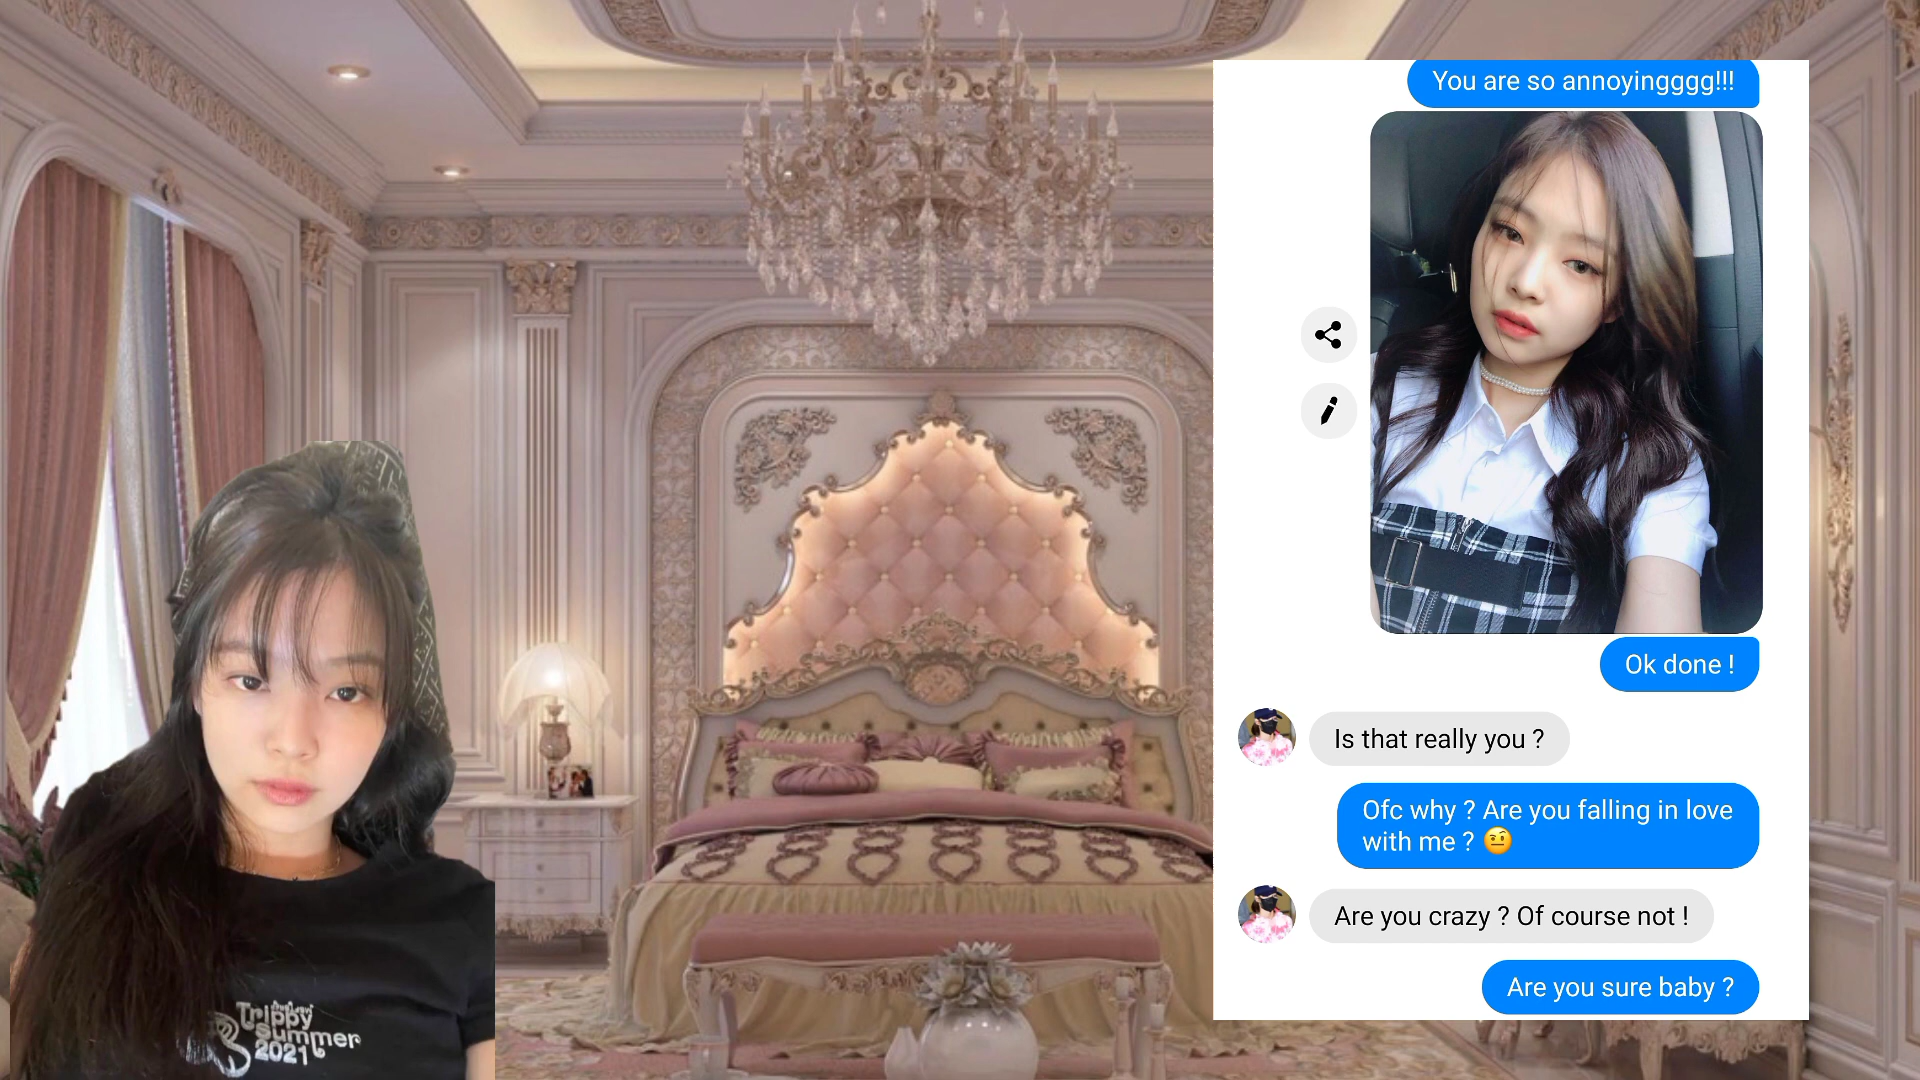 You are so annoyingggg!!!
Ok done !
Is that really you ?
Ofc why ? Are you falling in love
with me ? 🤨
Are you crazy ? Of course not !
Are you sure baby ?
Trippy
summer
2021